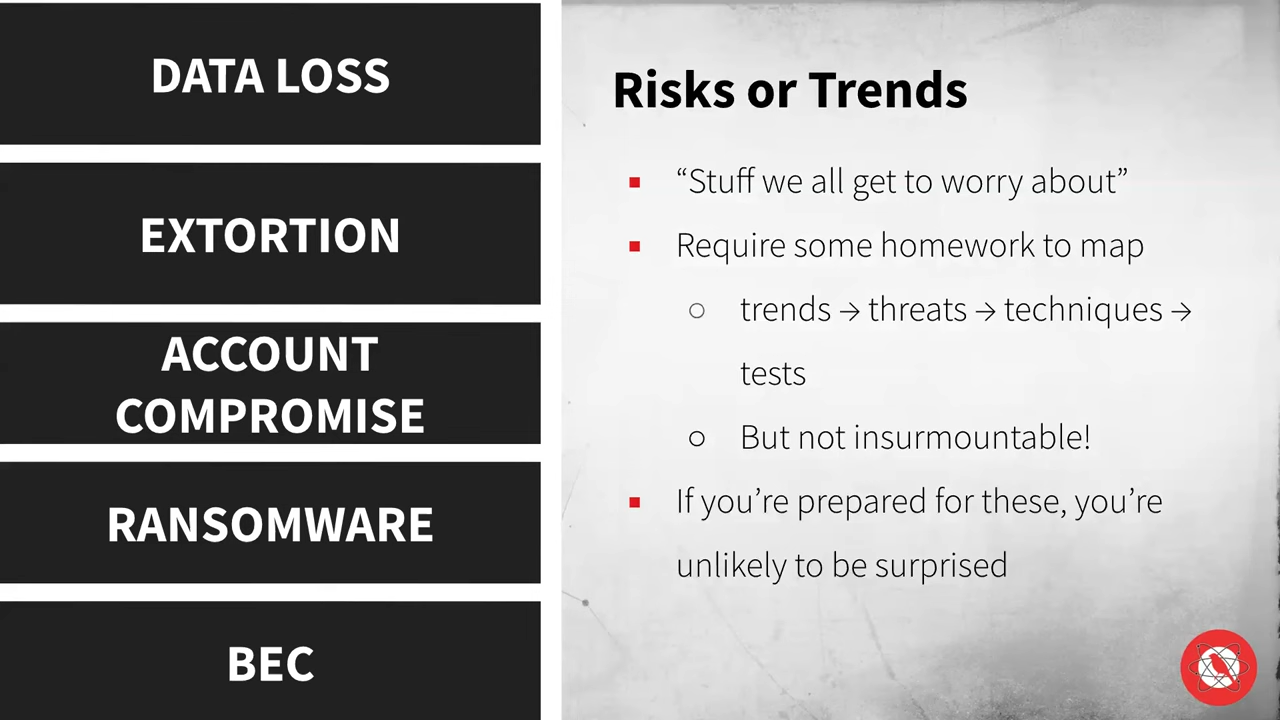 DATA LOSS
EXTORTION
ACCOUNT
COMPROMISE
RANSOMWARE
BEC
Risks or Trends
“Stuff we all get to worry about”
Require some homework to map
trends → threats → techniques →
tests
But not insurmountable!
If you’re prepared for these, you’re
unlikely to be surprised